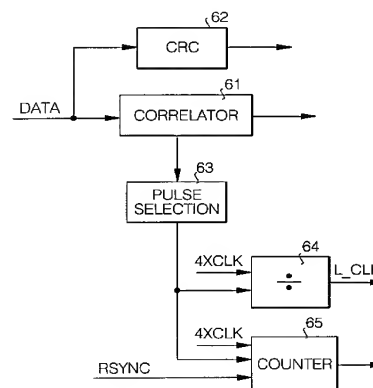 62
CRC
DATA
61
CORRELATOR
63
PULSE
SELECTION
64
4XCLK
÷
4XCLK
65
COUNTER
RSYNC